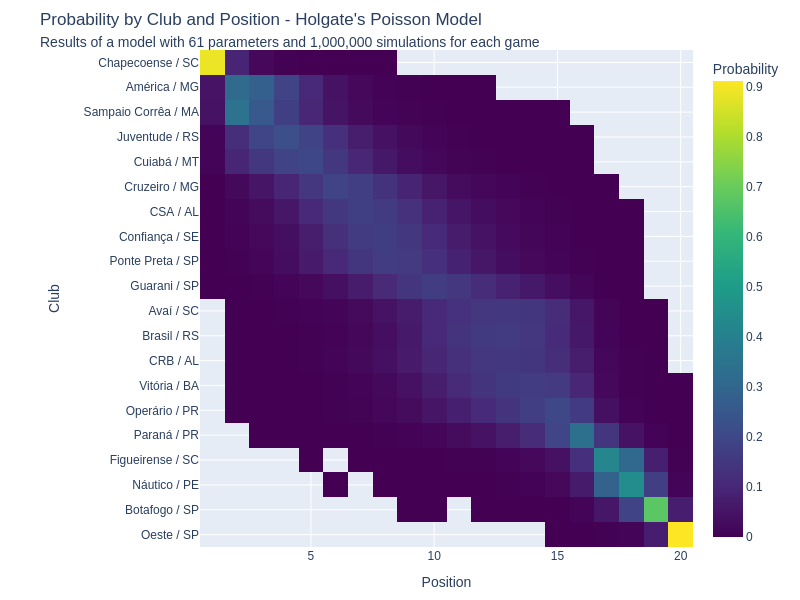 Probability by Club and Position - Holgate's Poisson Model
Results of a model with 61 parameters and 1,000,000 simulations for each game
Probability
Club
Chapecoense / SC
América / MG
Sampaio Corrêa / MA
Juventude / RS
Cuiabá / MT
Cruzeiro / MG
CSA / AL
Confiança / SE
Ponte Preta / SP
Guarani / SP
Avaí / SC
Brasil / RS
CRB / AL
Vitória / BA
Operário / PR
Paraná / PR
Figueirense / SC
Náutico / PE
Botafogo / SP
Oeste / SP
0.9
0.8
0.7
0.6
0.5
0.4
0.3
0.2
0.1
0
5 10 15 20
Position